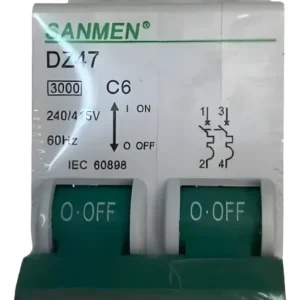 SANMEN®
DZ47
3000 C6
240/415V
I ON
60Hz
O OFF
IEC 60898
1 3
2 4
O·OFF O·OFF